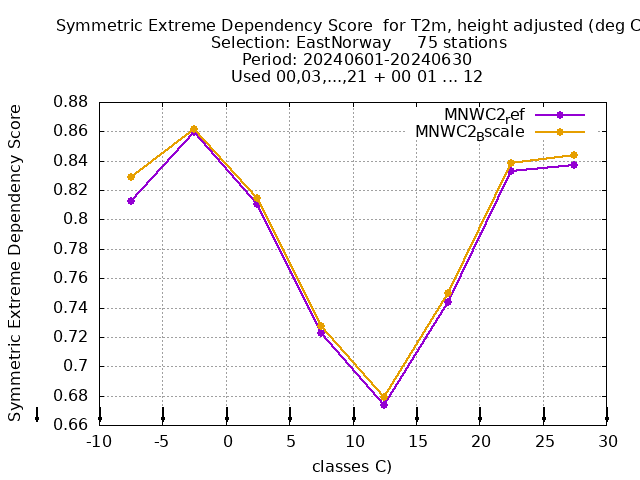 Symmetric Extreme Dependency Score for T2m, height adjusted (deg C
Selection: EastNorway 75 stations
Period: 20240601-20240630
Used 00,03,...,21 + 00 01 ... 12
Symmetric Extreme Dependency Score
0.88
0.86
0.84
0.82
0.8
0.78
0.76
0.74
0.72
0.7
0.68
0.66
MNWC2ref
MNWC2Bscale
-10 -5 0 5 10 15 20 25 30
classes C)